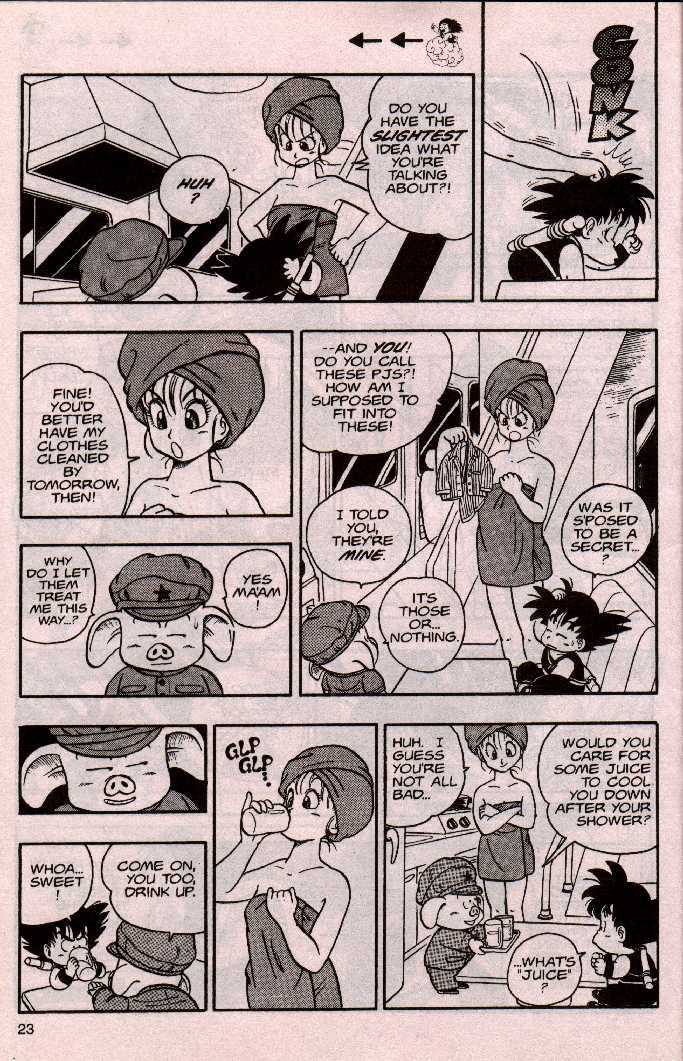 GONK
DO YOU
HAVE THE
SLIGHTEST
IDEA WHAT
YOU'RE
TALKING
ABOUT?!
HUH
?
WAS IT
S'POSED
TO BE A
SECRET...
?
--AND YOU!
DO YOU CALL
THESE PJS?!
HOW AM I
SUPPOSED TO
FIT INTO
THESE!
I TOLD
YOU,
THEY'RE
MINE.
IT'S
THOSE
OR...
NOTHING.
FINE!
YOU'D
BETTER
HAVE MY
CLOTHES
CLEANED
BY
TOMORROW,
THEN!
YES
MA'AM
!
WHY
DO I LET
THEM
TREAT
ME THIS
WAY...?
WOULD YOU
CARE FOR
SOME JUICE
TO COOL
YOU DOWN
AFTER YOUR
SHOWER?
HUH. I
GUESS
YOU'RE
NOT ALL
BAD...
...WHAT'S
"JUICE"
?
GLP
GLP...
COME ON,
YOU TOO,
DRINK UP.
WHOA...
SWEET
!
23